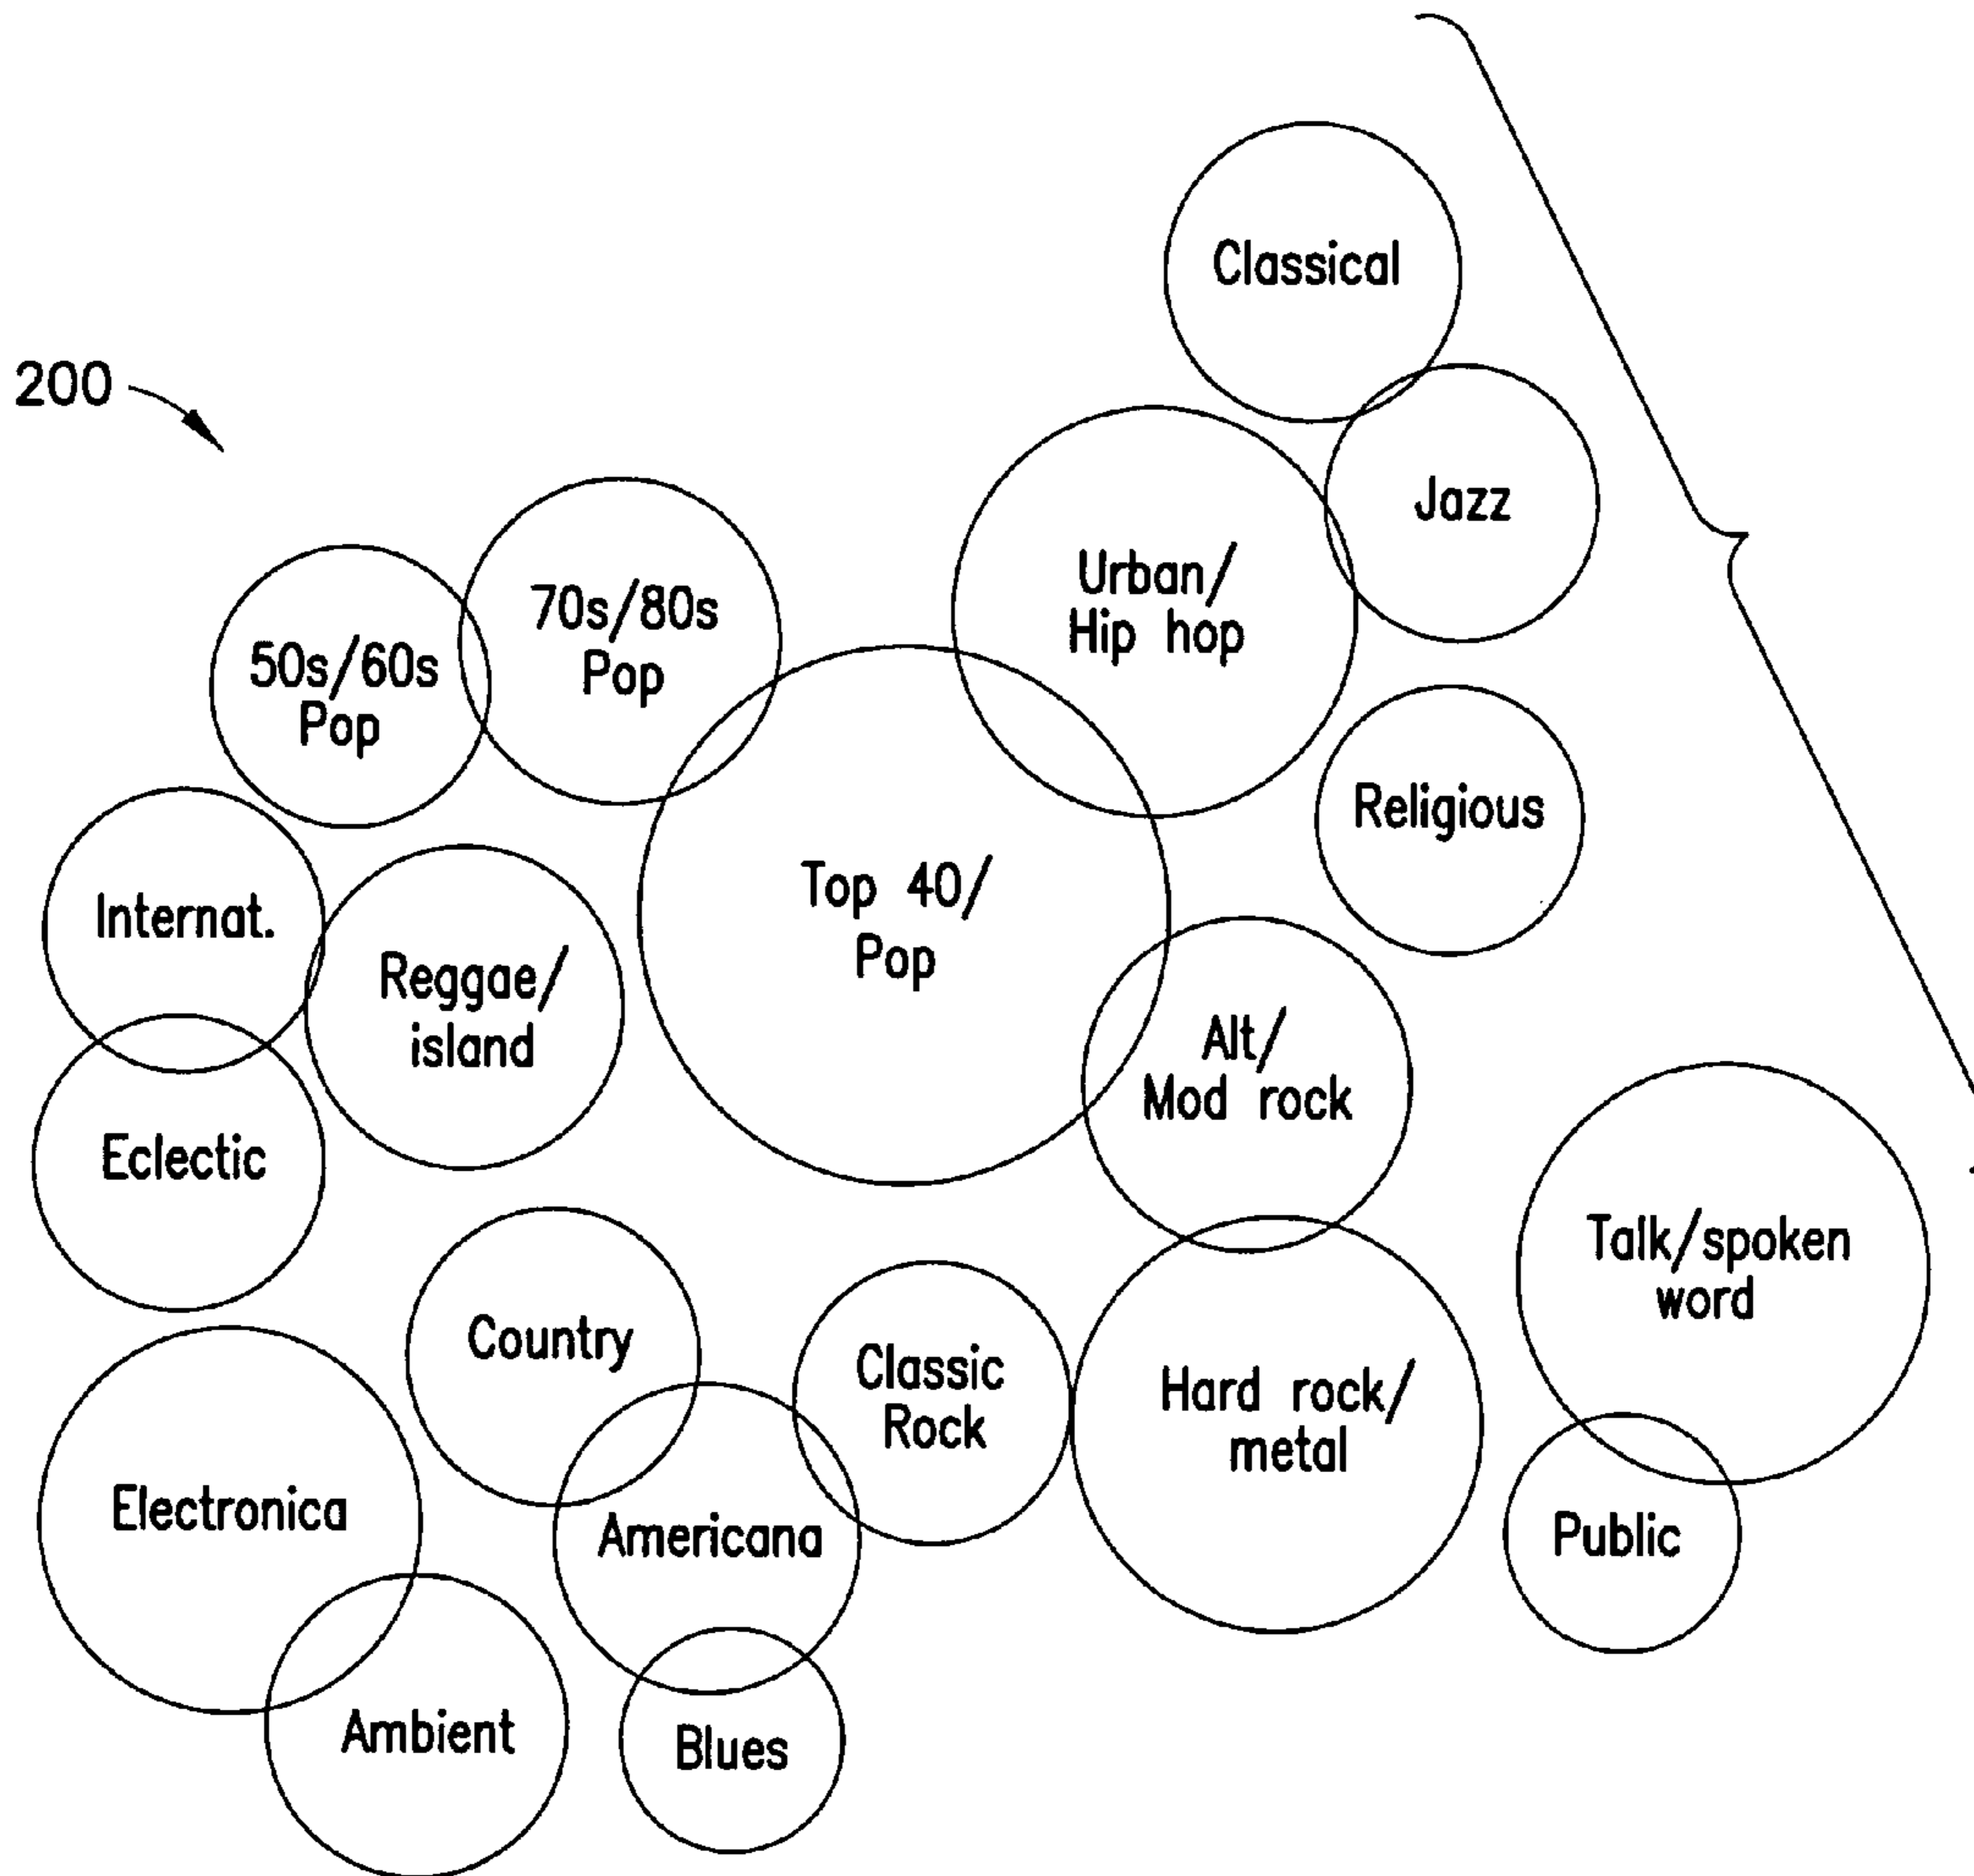 Classical
200
Jazz
Urban/
Hip hop
70s/80s
Pop
50s/60s
Pop
Religious
Top 40/
Pop
Internat.
Reggae/
island
Alt/
Mod rock
Eclectic
Talk/spoken
word
Country
Classic
Rock
Hard rock/
metal
Electronica
Americana
Public
Ambient
Blues